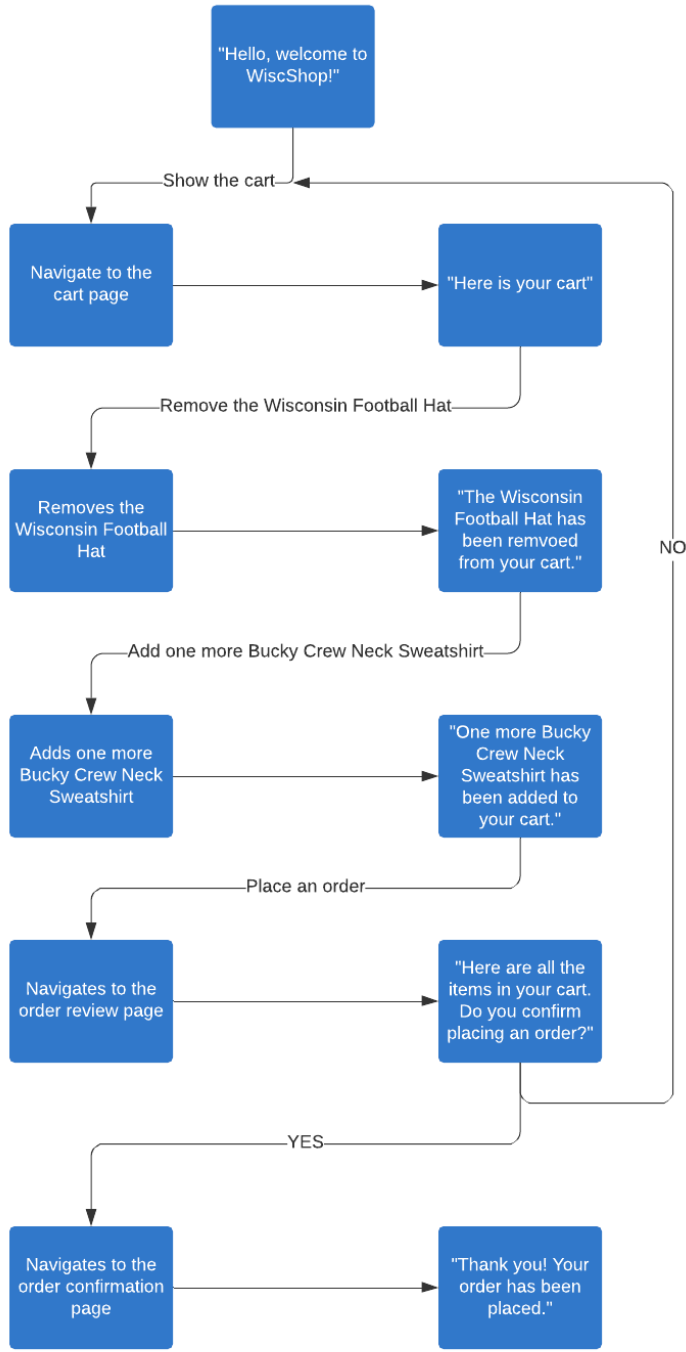 "Hello, welcome to
WiscShop!"
Show the cart
Navigate to the
cart page
"Here is your cart"
Remove the Wisconsin Football Hat
Removes the
Wisconsin Football
Hat
"The Wisconsin
Football Hat has
been remvoed
from your cart."
NO
Add one more Bucky Crew Neck Sweatshirt
Adds one more
Bucky Crew Neck
Sweatshirt
"One more Bucky
Crew Neck
Sweatshirt has
been added to
your cart."
Place an order
Navigates to the
order review page
"Here are all the
items in your cart.
Do you confirm
placing an order?"
YES
Navigates to the
order confirmation
page
"Thank you! Your
order has been
placed."